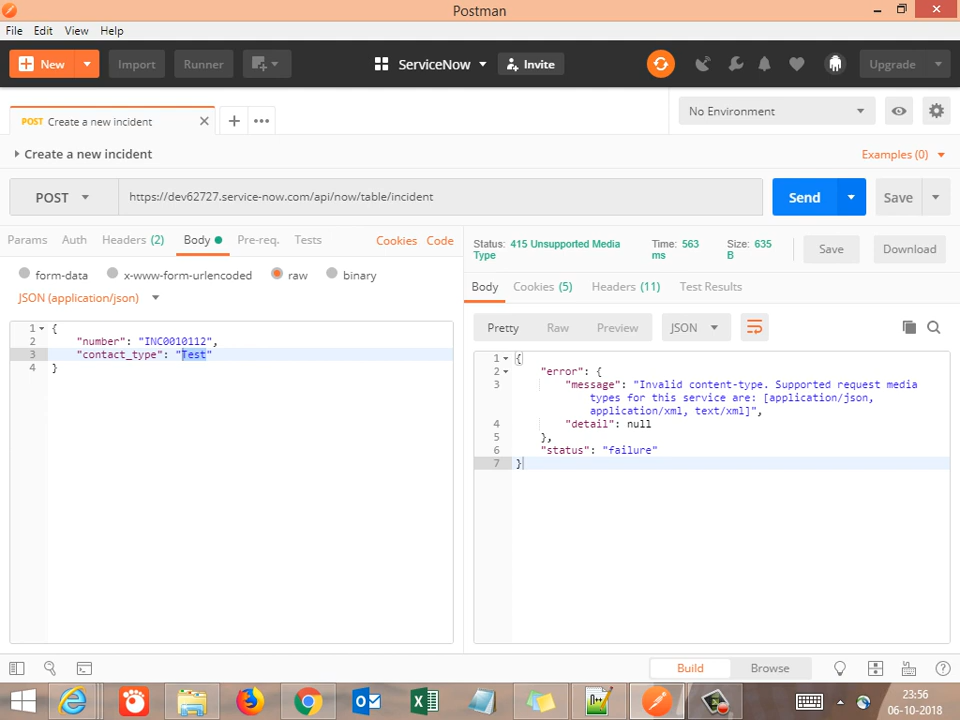 Postman
File Edit View Help
New Import Runner ServiceNow Invite Upgrade
POST Create a new incident
No Environment
Create a new incident
Examples (0)
POST https://dev62727.service-now.com/api/now/table/incident Send Save
Params Auth Headers (2) Body Pre-req. Tests Cookies Code
form-data x-www-form-urlencoded raw binary
JSON (application/json)
1 {
2 "number": "INC0010112",
3 "contact_type": "Test"
4 }
Status: 415 Unsupported Media Type Time: 563 ms Size: 635 B Save Download
Body Cookies (5) Headers (11) Test Results
Pretty Raw Preview JSON
1 {
2 "error": {
3 "message": "Invalid content-type. Supported request media
types for this service are: [application/json,
application/xml, text/xml]",
4 "detail": null
5 },
6 "status": "failure"
7 }
Build Browse
23:56
06-10-2018